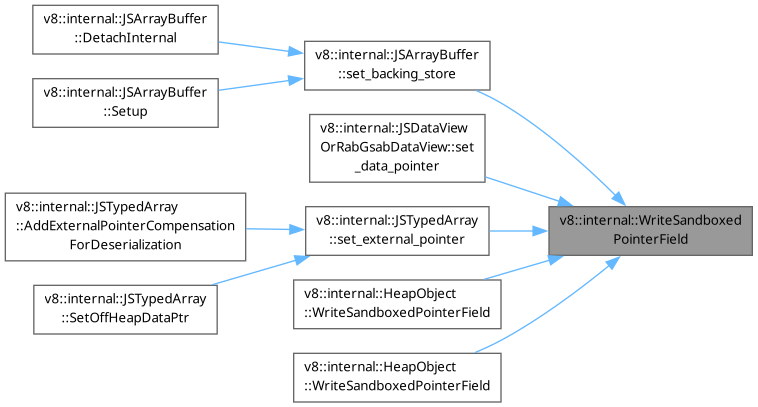 v8::internal::JSArrayBuffer
::DetachInternal
v8::internal::JSArrayBuffer
::Setup
v8::internal::JSArrayBuffer
::set_backing_store
v8::internal::JSDataView
OrRabGsabDataView::set
_data_pointer
v8::internal::JSTypedArray
::AddExternalPointerCompensation
ForDeserialization
v8::internal::JSTypedArray
::set_external_pointer
v8::internal::WriteSandboxed
PointerField
v8::internal::JSTypedArray
::SetOffHeapDataPtr
v8::internal::HeapObject
::WriteSandboxedPointerField
v8::internal::HeapObject
::WriteSandboxedPointerField